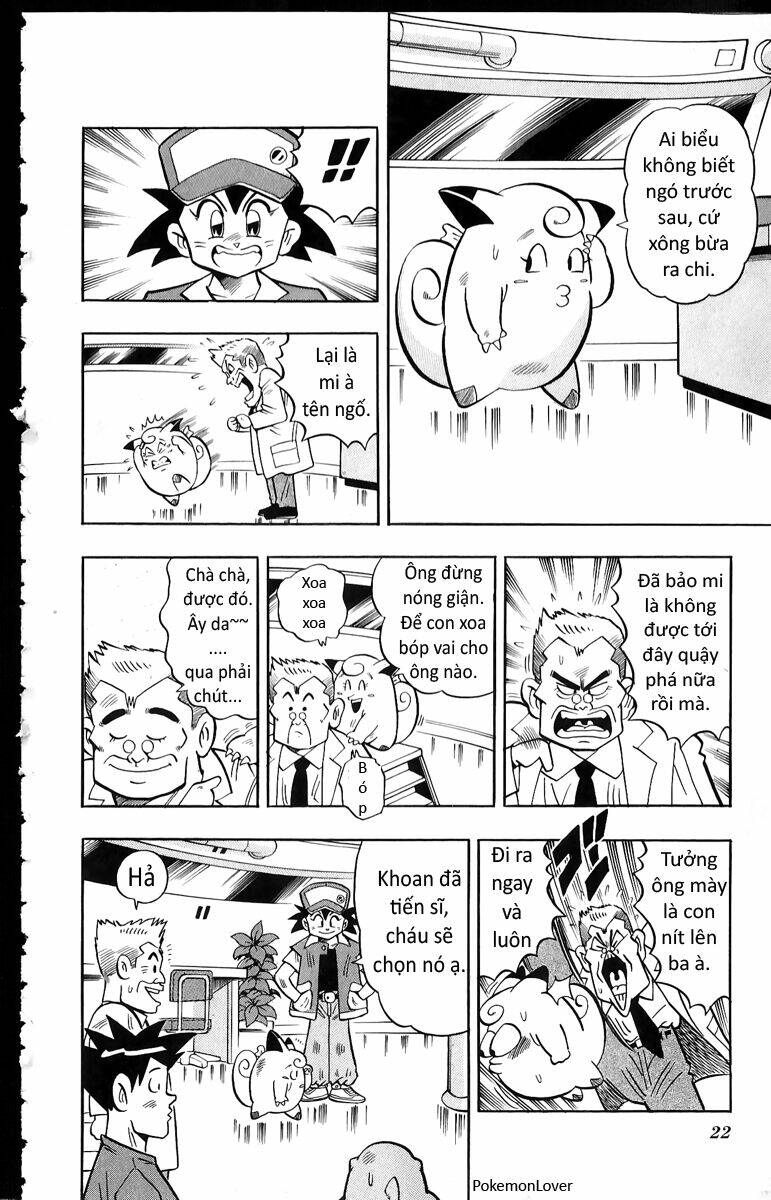 Ai biểu
không biết
ngó trước
sau, cứ
xông bừa
ra chi.
!!
Lại là
mi à
tên ngố.
Đã bảo mi
là không
được tới
đây quậy
phá nữa
rồi mà.
Ông đừng
nóng giận.
Để con xoa
bóp vai cho
ông nào.
Xoa
xoa
xoa
B
ó
p
Chà chà,
được đó.
Ây da~~
....
qua phải
chút...
Tưởng
ông mày
là con
nít lên
ba à.
Đi ra
ngay
và
luôn
Khoan đã
tiến sĩ,
cháu sẽ
chọn nó ạ.
Hả
22
PokemonLover